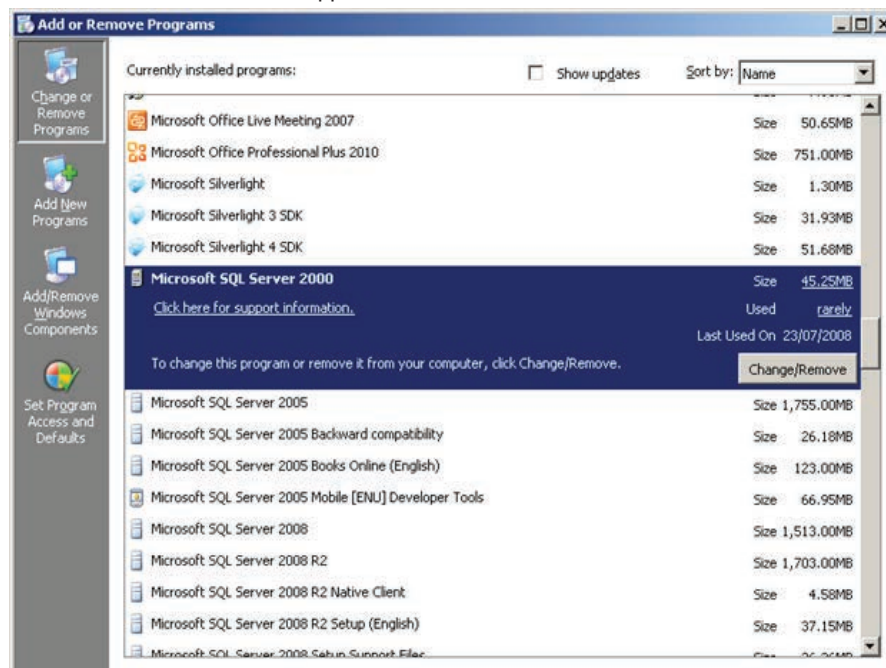 Add or Remove Programs
Change or
Remove
Programs
Add New
Programs
Add/Remove
Windows
Components
Set Program
Access and
Defaults
Currently installed programs:
Show updates
Sort by: Name
Microsoft Office Live Meeting 2007 Size 50.65MB
Microsoft Office Professional Plus 2010 Size 751.00MB
Microsoft Silverlight Size 1.30MB
Microsoft Silverlight 3 SDK Size 31.93MB
Microsoft Silverlight 4 SDK Size 51.68MB
Microsoft SQL Server 2000 Size 45.25MB
Click here for support information. Used rarely
Last Used On 23/07/2008
To change this program or remove it from your computer, click Change/Remove. Change/Remove
Microsoft SQL Server 2005 Size 1,755.00MB
Microsoft SQL Server 2005 Backward compatibility Size 26.18MB
Microsoft SQL Server 2005 Books Online (English) Size 123.00MB
Microsoft SQL Server 2005 Mobile [ENU] Developer Tools Size 66.95MB
Microsoft SQL Server 2008 Size 1,513.00MB
Microsoft SQL Server 2008 R2 Size 1,703.00MB
Microsoft SQL Server 2008 R2 Native Client Size 4.58MB
Microsoft SQL Server 2008 R2 Setup (English) Size 37.15MB
Microsoft SQL Server 2008 Setup Support Files